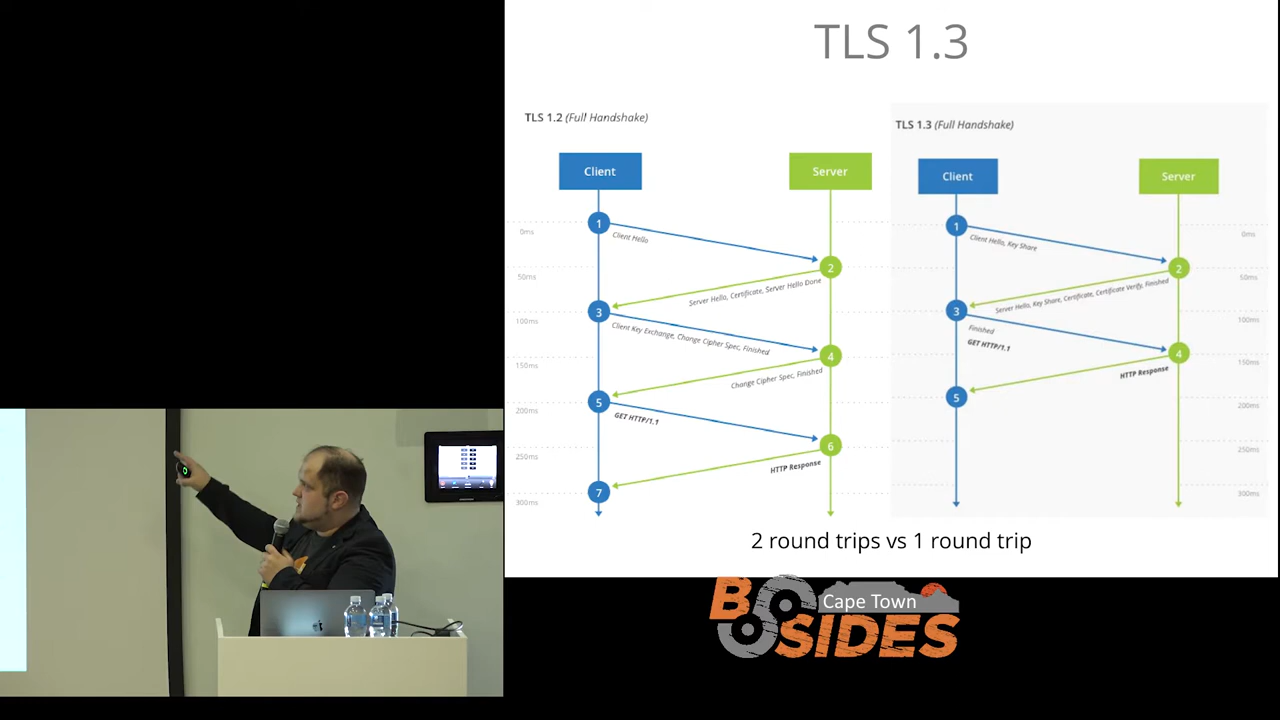 TLS 1.3
TLS 1.2 (Full Handshake)
Client
Server
0ms
50ms
100ms
150ms
200ms
250ms
300ms
1
Client Hello
2
Server Hello, Certificate, Server Hello Done
3
Client Key Exchange, Change Cipher Spec, Finished
4
Change Cipher Spec, Finished
5
GET HTTP/1.1
6
HTTP Response
7
TLS 1.3 (Full Handshake)
Client
Server
1
Client Hello, Key Share
2
Server Hello, Key Share, Certificate, Certificate Verify, Finished
3
Finished
GET HTTP/1.1
4
HTTP Response
5
0ms
50ms
100ms
150ms
200ms
250ms
300ms
2 round trips vs 1 round trip
B
Cape Town
SIDES